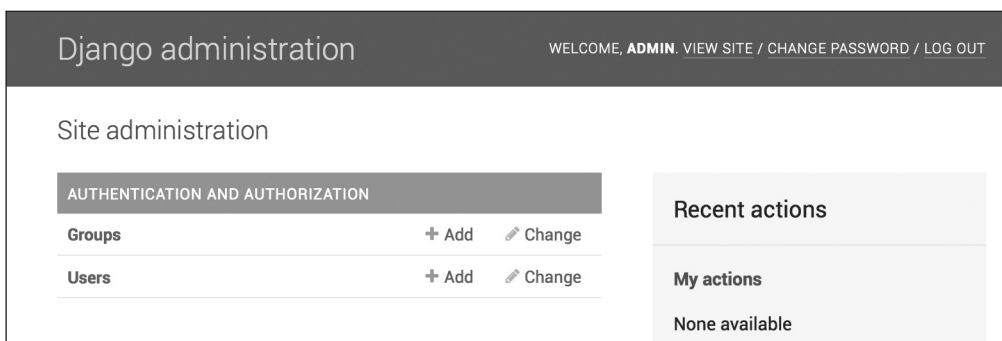 Django administration
WELCOME, ADMIN. VIEW SITE / CHANGE PASSWORD / LOG OUT
Site administration
AUTHENTICATION AND AUTHORIZATION
Groups + Add Change
Users + Add Change
Recent actions
My actions
None available